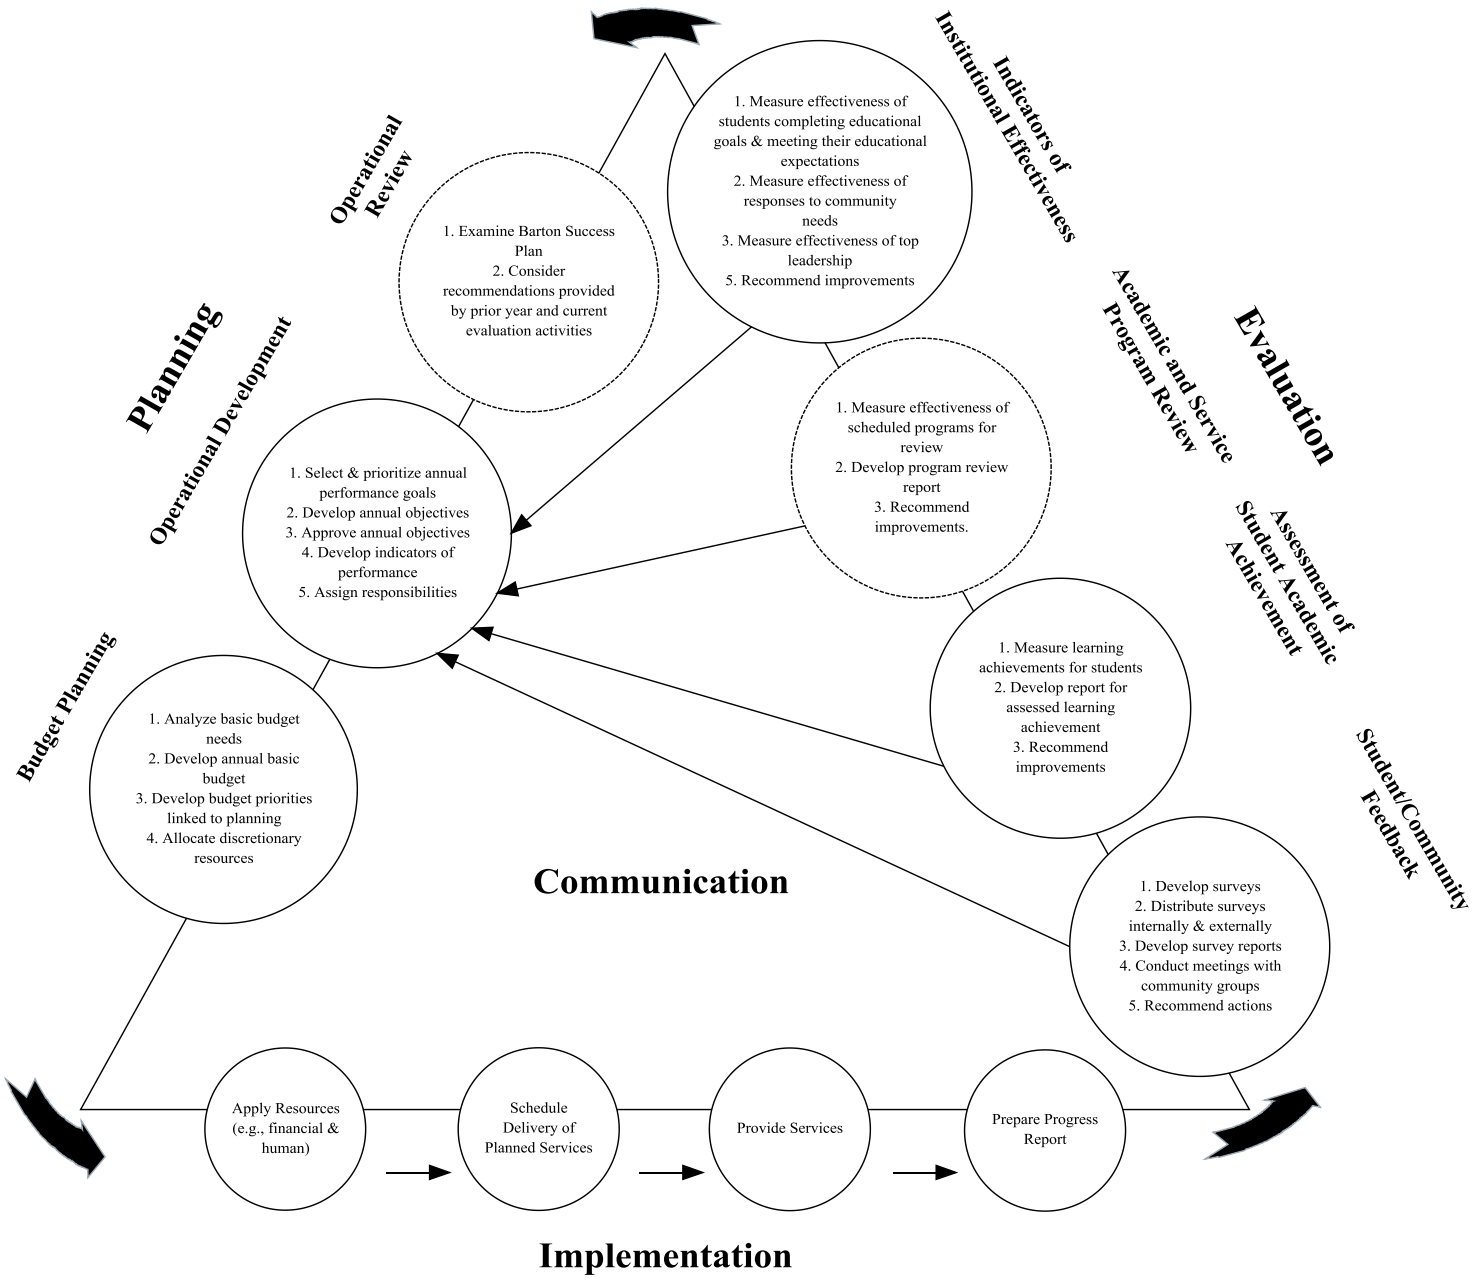 Planning
Operational
Review
1. Examine Barton Success
Plan
2. Consider
recommendations provided
by prior year and current
evaluation activities
Operational Development
1. Select & prioritize annual
performance goals
2. Develop annual objectives
3. Approve annual objectives
4. Develop indicators of
performance
5. Assign responsibilities
Budget Planning
1. Analyze basic budget
needs
2. Develop annual basic
budget
3. Develop budget priorities
linked to planning
4. Allocate discretionary
resources
Evaluation
Indicators of
Institutional Effectiveness
1. Measure effectiveness of
students completing educational
goals & meeting their educational
expectations
2. Measure effectiveness of
responses to community
needs
3. Measure effectiveness of top
leadership
5. Recommend improvements
Academic and Service
Program Review
1. Measure effectiveness of
scheduled programs for
review
2. Develop program review
report
3. Recommend
improvements.
Assessment of
Student Academic
Achievement
1. Measure learning
achievements for students
2. Develop report for
assessed learning
achievement
3. Recommend
improvements
Student/Community
Feedback
1. Develop surveys
2. Distribute surveys
internally & externally
3. Develop survey reports
4. Conduct meetings with
community groups
5. Recommend actions
Communication
Apply Resources
(e.g., financial &
human)
Schedule
Delivery of
Planned Services
Provide Services
Prepare Progress
Report
Implementation